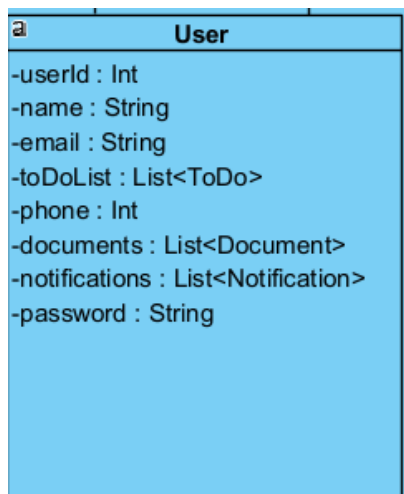 a
User
-userId : Int
-name : String
-email : String
-toDoList : List<ToDo>
-phone : Int
-documents : List<Document>
-notifications : List<Notification>
-password : String